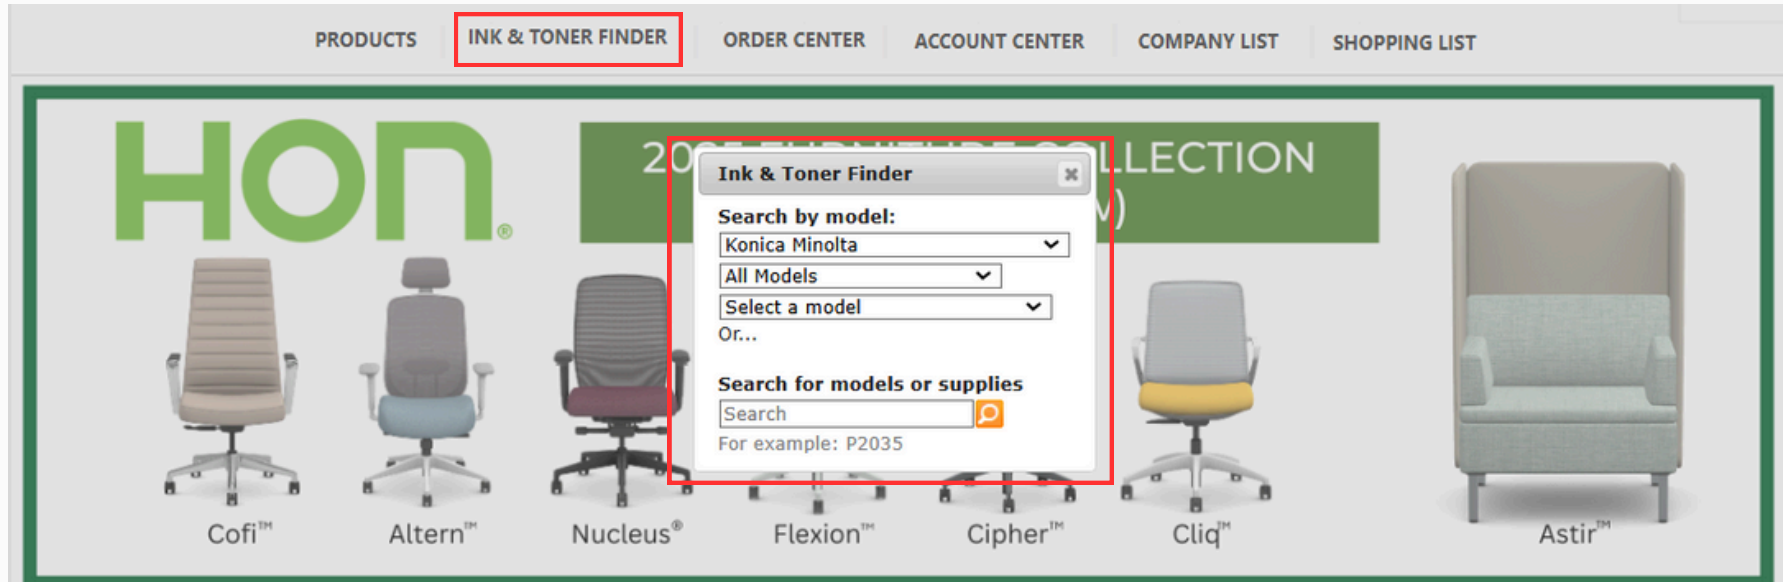 PRODUCTS
INK & TONER FINDER
ORDER CENTER
ACCOUNT CENTER
COMPANY LIST
SHOPPING LIST
HON®
LLECTION
Ink & Toner Finder
Search by model:
Konica Minolta
All Models
Select a model
Or...
Search for models or supplies
Search
For example: P2035
Cofi™
Altern™
Nucleus®
Flexion™
Cipher™
Cliq™
Astir™